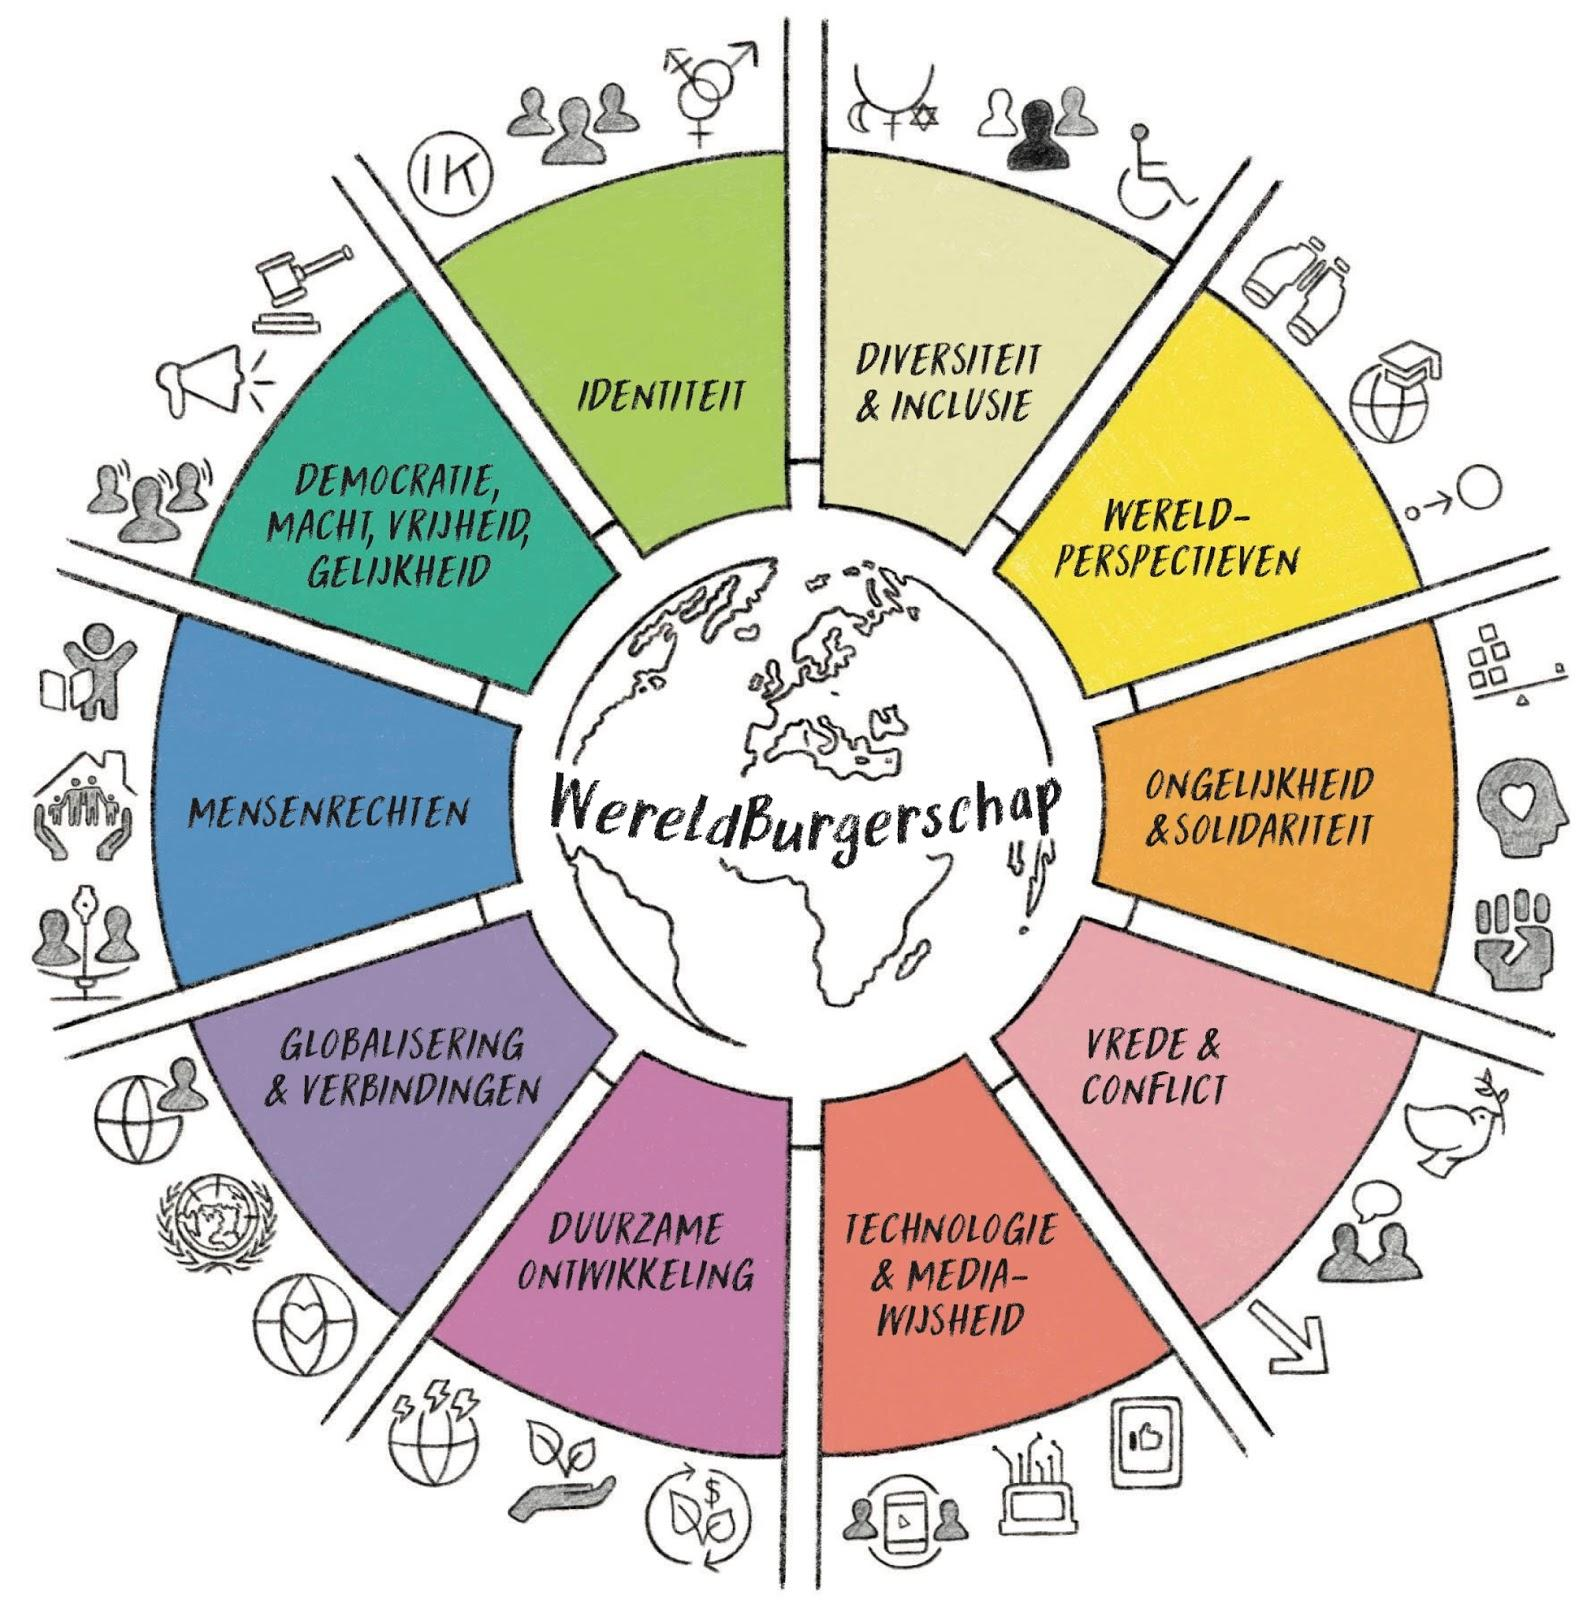 IK
IDENTITEIT
DIVERSITEIT
& INCLUSIE
WERELD-
PERSPECTIEVEN
ONGELIJKHEID
& SOLIDARITEIT
VREDE &
CONFLICT
TECHNOLOGIE
& MEDIA-
WIJSHEID
DUURZAME
ONTWIKKELING
$
GLOBALISERING
& VERBINDINGEN
MENSENRECHTEN
DEMOCRATIE,
MACHT, VRIJHEID,
GELIJKHEID
WereldBurgerschap